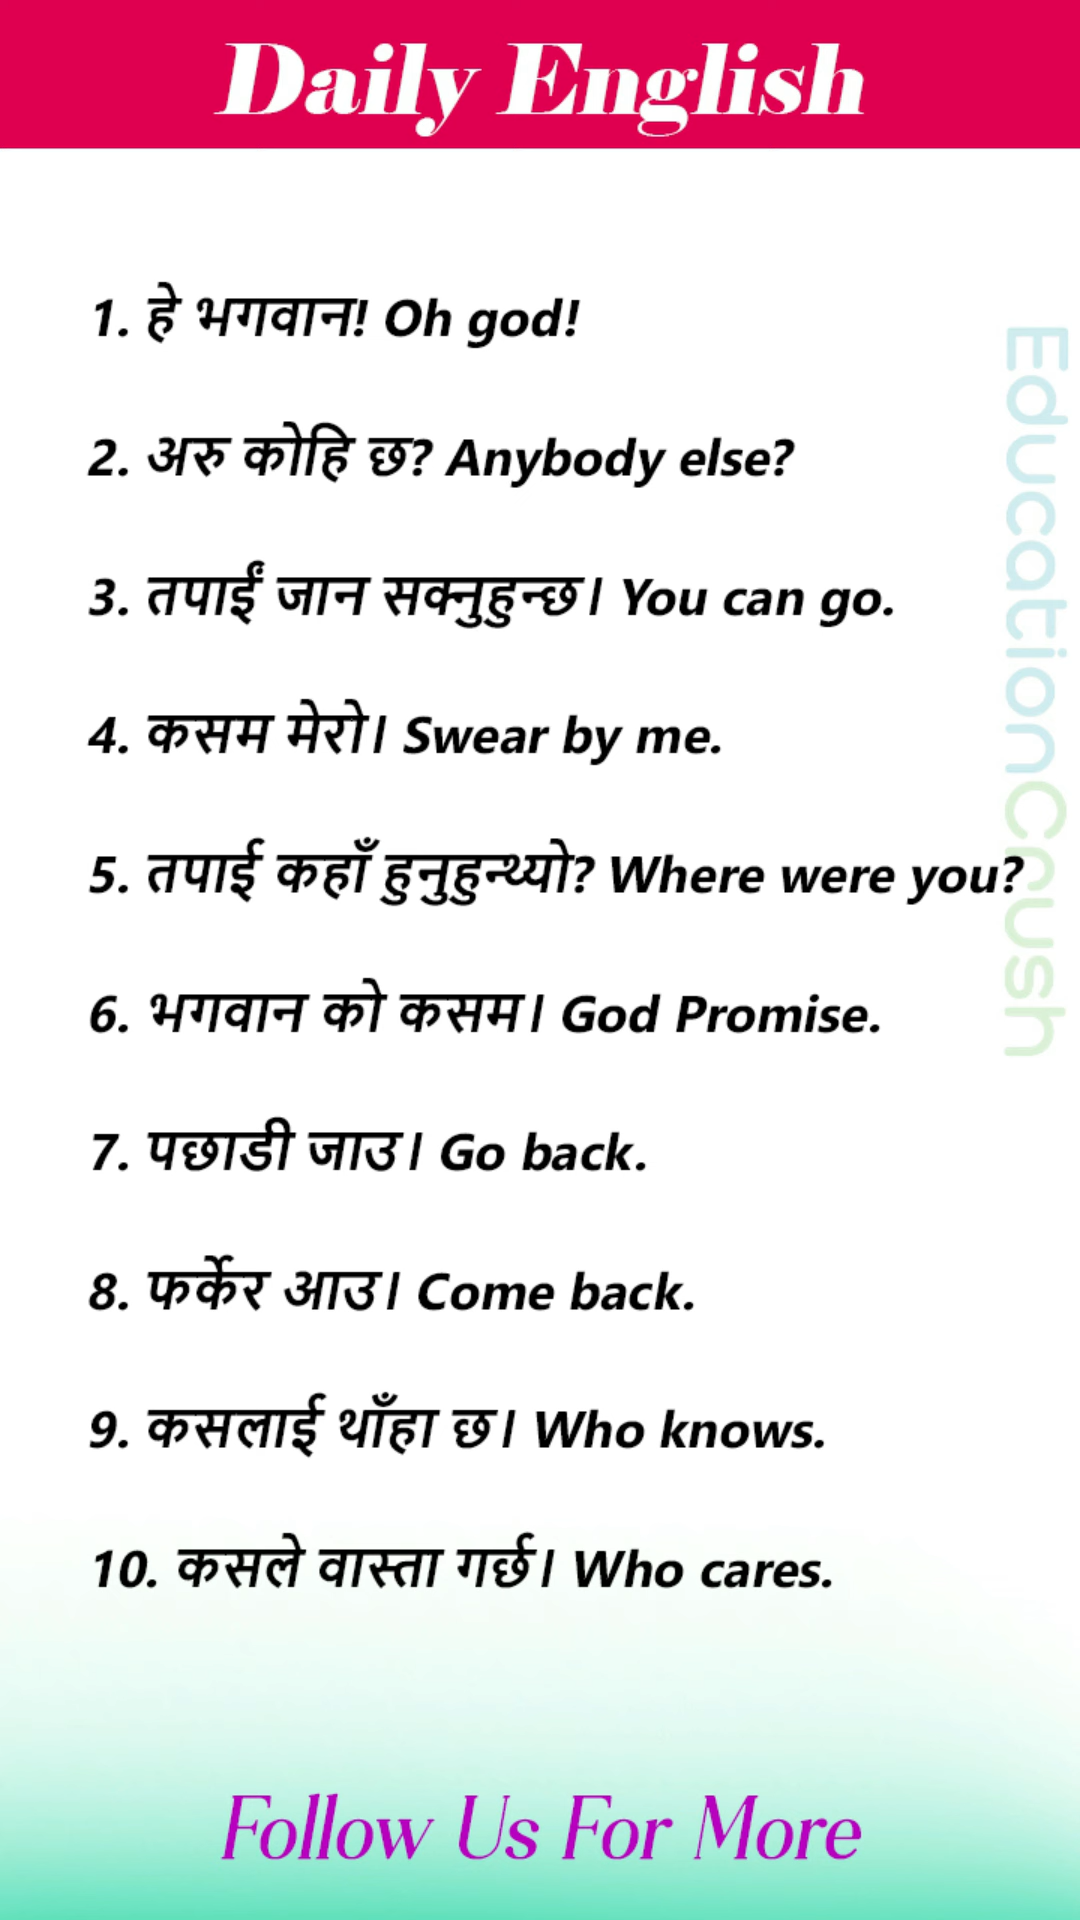 Daily English
1. हे भगवान! Oh god!
2. अरु कोहि छ? Anybody else?
3. तपाईं जान सक्नुहुन्छ। You can go.
4. कसम मेरो। Swear by me.
5. तपाई कहाँ हुनुहुन्थ्यो? Where were you?
6. भगवान को कसम। God Promise.
7. पछाडी जाउ। Go back.
8. फर्केर आउ। Come back.
9. कसलाई थाँहा छ। Who knows.
10. कसले वास्ता गर्छ। Who cares.
EducationCrush
Follow Us For More